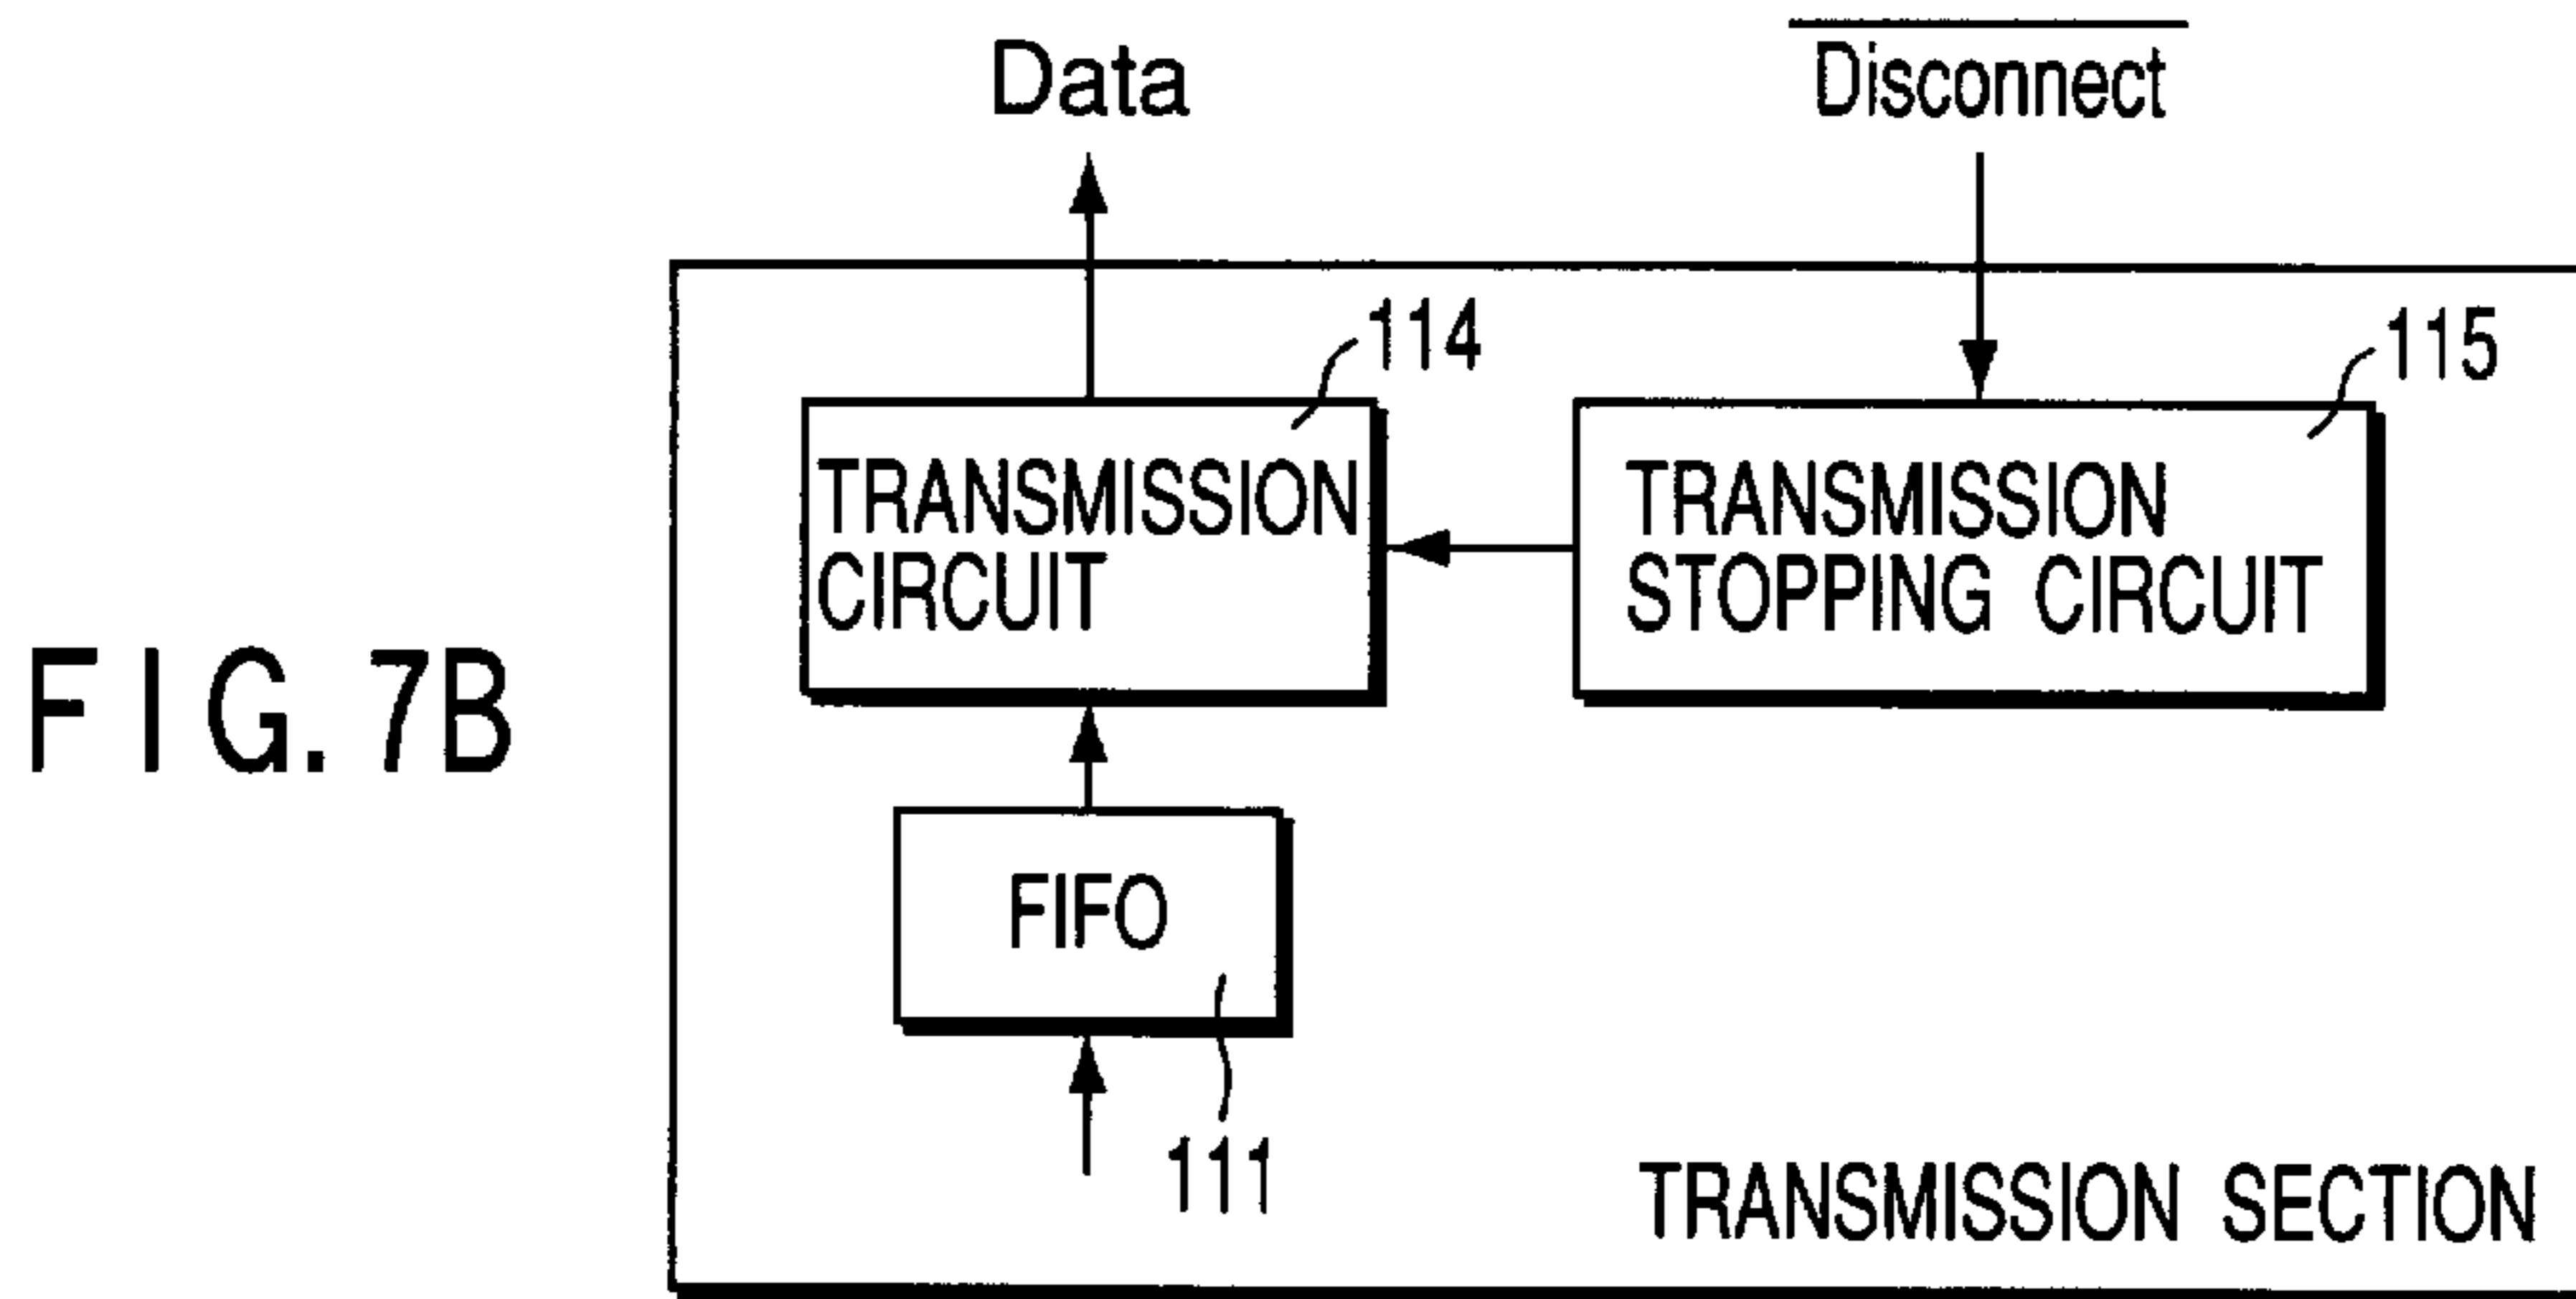 Data
Disconnect
114
115
TRANSMISSION
CIRCUIT
TRANSMISSION
STOPPING CIRCUIT
FIG. 7B
FIFO
111
TRANSMISSION SECTION